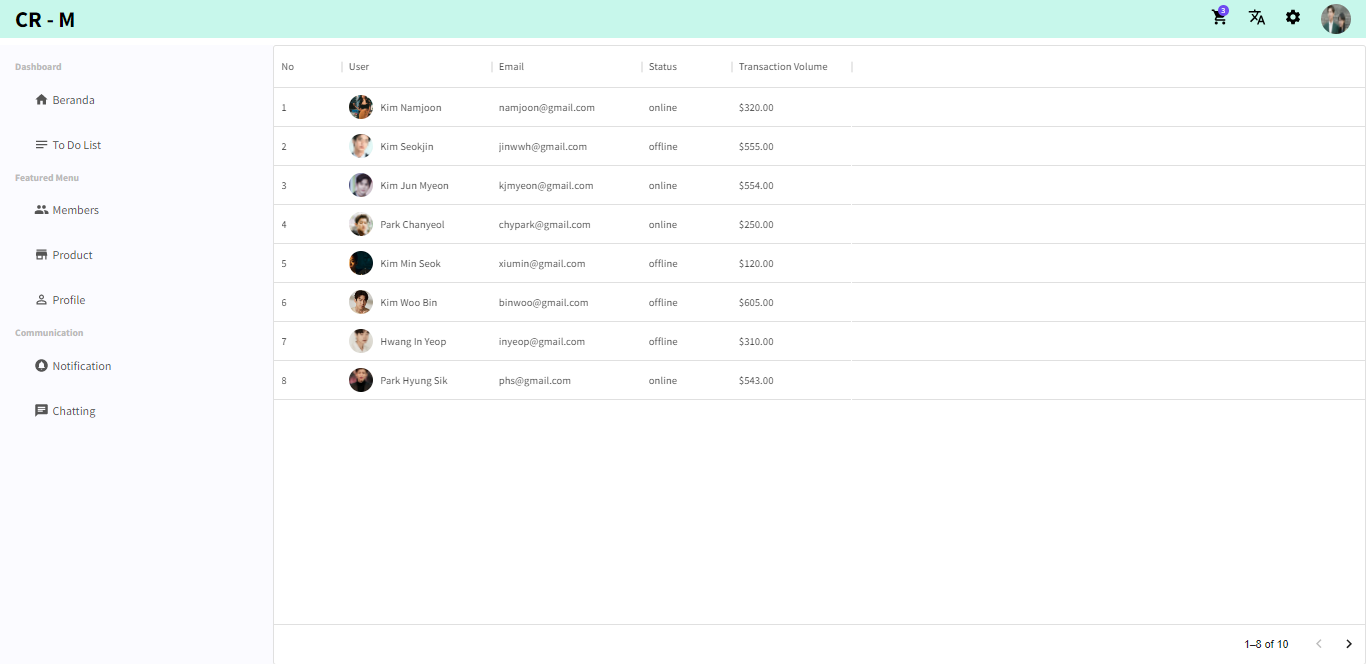 CR - M
3
Dashboard
Beranda
To Do List
Featured Menu
Members
Product
Profile
Communication
Notification
Chatting
No User Email Status Transaction Volume
1 Kim Namjoon namjoon@gmail.com online $320.00
2 Kim Seokjin jinwwh@gmail.com offline $555.00
3 Kim Jun Myeon kjmyeon@gmail.com online $554.00
4 Park Chanyeol chypark@gmail.com online $250.00
5 Kim Min Seok xiumin@gmail.com offline $120.00
6 Kim Woo Bin binwoo@gmail.com offline $605.00
7 Hwang In Yeop inyeop@gmail.com offline $310.00
8 Park Hyung Sik phs@gmail.com online $543.00
1–8 of 10